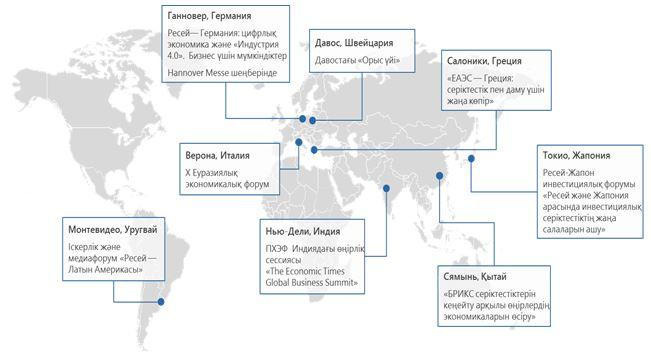 Ганновер, Германия
Ресей— Германия: цифрлық
экономика және «Индустрия
4.0». Бизнес үшін мүмкіндіктер
Hannover Messe шеңберінде
Давос, Швейцария
Давостағы «Орыс үйі»
Салоники, Греция
«ЕАЭС — Греция:
серіктестік пен даму үшін
жаңа көпір»
Верона, Италия
X Еуразиялық
экономикалық форум
Токио, Жапония
Ресей-Жапон
инвестициялық форумы
«Ресей және Жапония
арасында инвестициялық
серіктестіктің жаңа
салаларын ашу»
Монтевидео, Уругвай
Іскерлік және
медиафорум «Ресей —
Латын Америкасы»
Нью-Дели, Индия
ПХЭФ Индиядағы өңірлік
сессиясы
«The Economic Times
Global Business Summit»
Сямынь, Қытай
«БРИКС серіктестіктерін
кеңейту арқылы өңірлердің
экономикаларын өсіру»